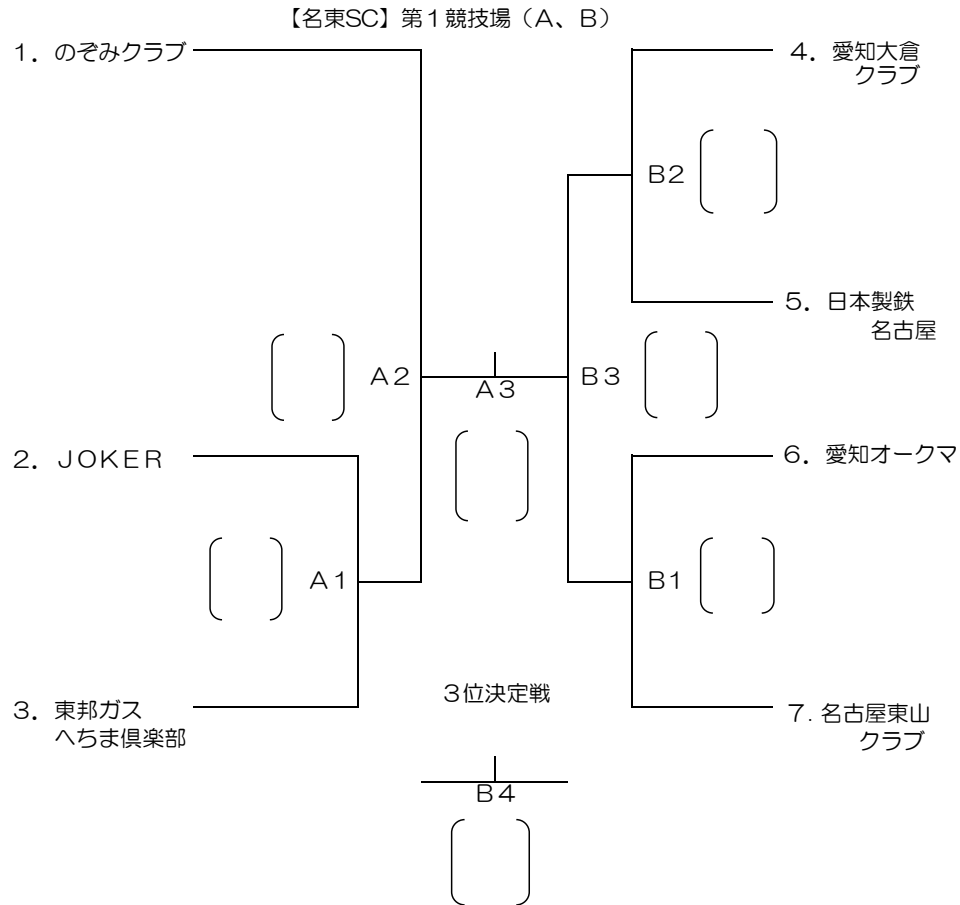 【名東SC】第１競技場（Ａ、Ｂ）
１．のぞみクラブ
４．愛知大倉
クラブ
Ｂ２
５．日本製鉄
名古屋
Ａ２
Ａ３
Ｂ３
２．ＪＯＫＥＲ
６．愛知オークマ
Ａ１
Ｂ１
３．東邦ガス
へちま倶楽部
３位決定戦
７．名古屋東山
クラブ
Ｂ４